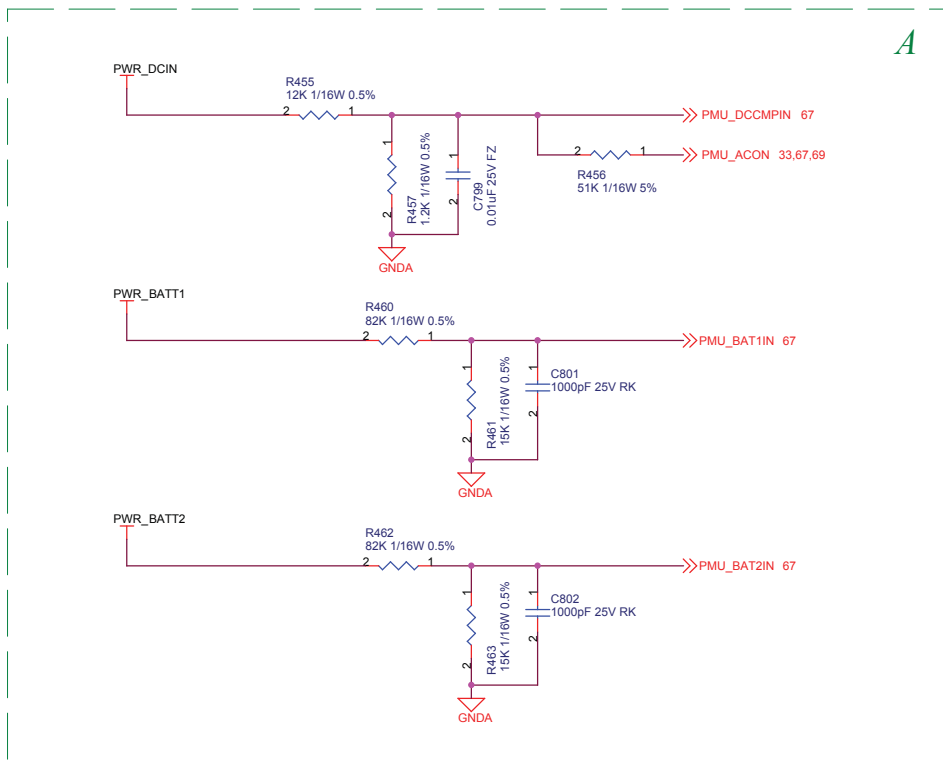 A
PWR_DCIN
R455
12K 1/16W 0.5%
2 1
PMU_DCCMPIN 67
1
2
R457
1.2K 1/16W 0.5%
1
2
C799
0.01uF 25V FZ
2 1
PMU_ACON 33,67,69
R456
51K 1/16W 5%
GNDA
PWR_BATT1
R460
82K 1/16W 0.5%
2 1
PMU_BAT1IN 67
1
2
R461
15K 1/16W 0.5%
1
2
C801
1000pF 25V RK
GNDA
PWR_BATT2
R462
82K 1/16W 0.5%
2 1
PMU_BAT2IN 67
1
2
R463
15K 1/16W 0.5%
1
2
C802
1000pF 25V RK
GNDA